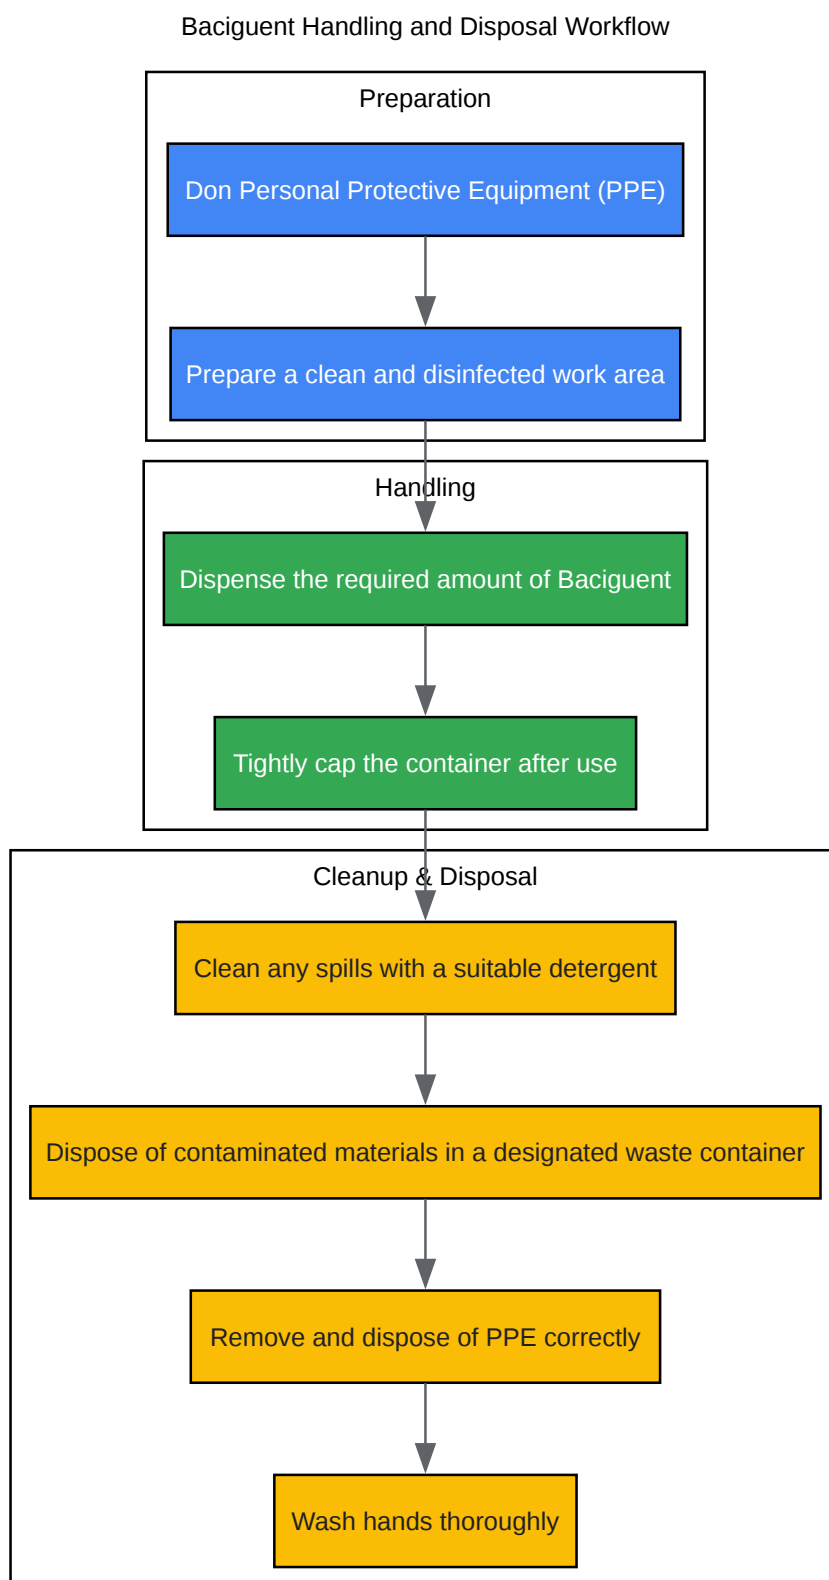 Baciguent Handling and Disposal Workflow
Preparation
Don Personal Protective Equipment (PPE)
Prepare a clean and disinfected work area
Handling
Dispense the required amount of Baciguent
Tightly cap the container after use
Cleanup & Disposal
Clean any spills with a suitable detergent
Dispose of contaminated materials in a designated waste container
Remove and dispose of PPE correctly
Wash hands thoroughly